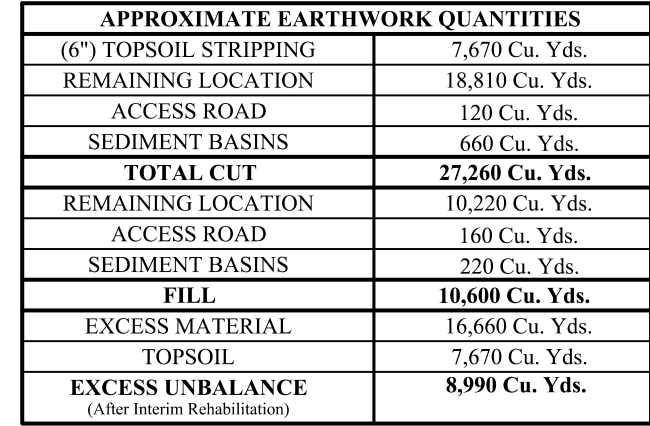 APPROXIMATE EARTHWORK QUANTITIES
(6") TOPSOIL STRIPPING 7,670 Cu. Yds.
REMAINING LOCATION 18,810 Cu. Yds.
ACCESS ROAD 120 Cu. Yds.
SEDIMENT BASINS 660 Cu. Yds.
TOTAL CUT 27,260 Cu. Yds.
REMAINING LOCATION 10,220 Cu. Yds.
ACCESS ROAD 160 Cu. Yds.
SEDIMENT BASINS 220 Cu. Yds.
FILL 10,600 Cu. Yds.
EXCESS MATERIAL 16,660 Cu. Yds.
TOPSOIL 7,670 Cu. Yds.
EXCESS UNBALANCE 8,990 Cu. Yds.
(After Interim Rehabilitation)